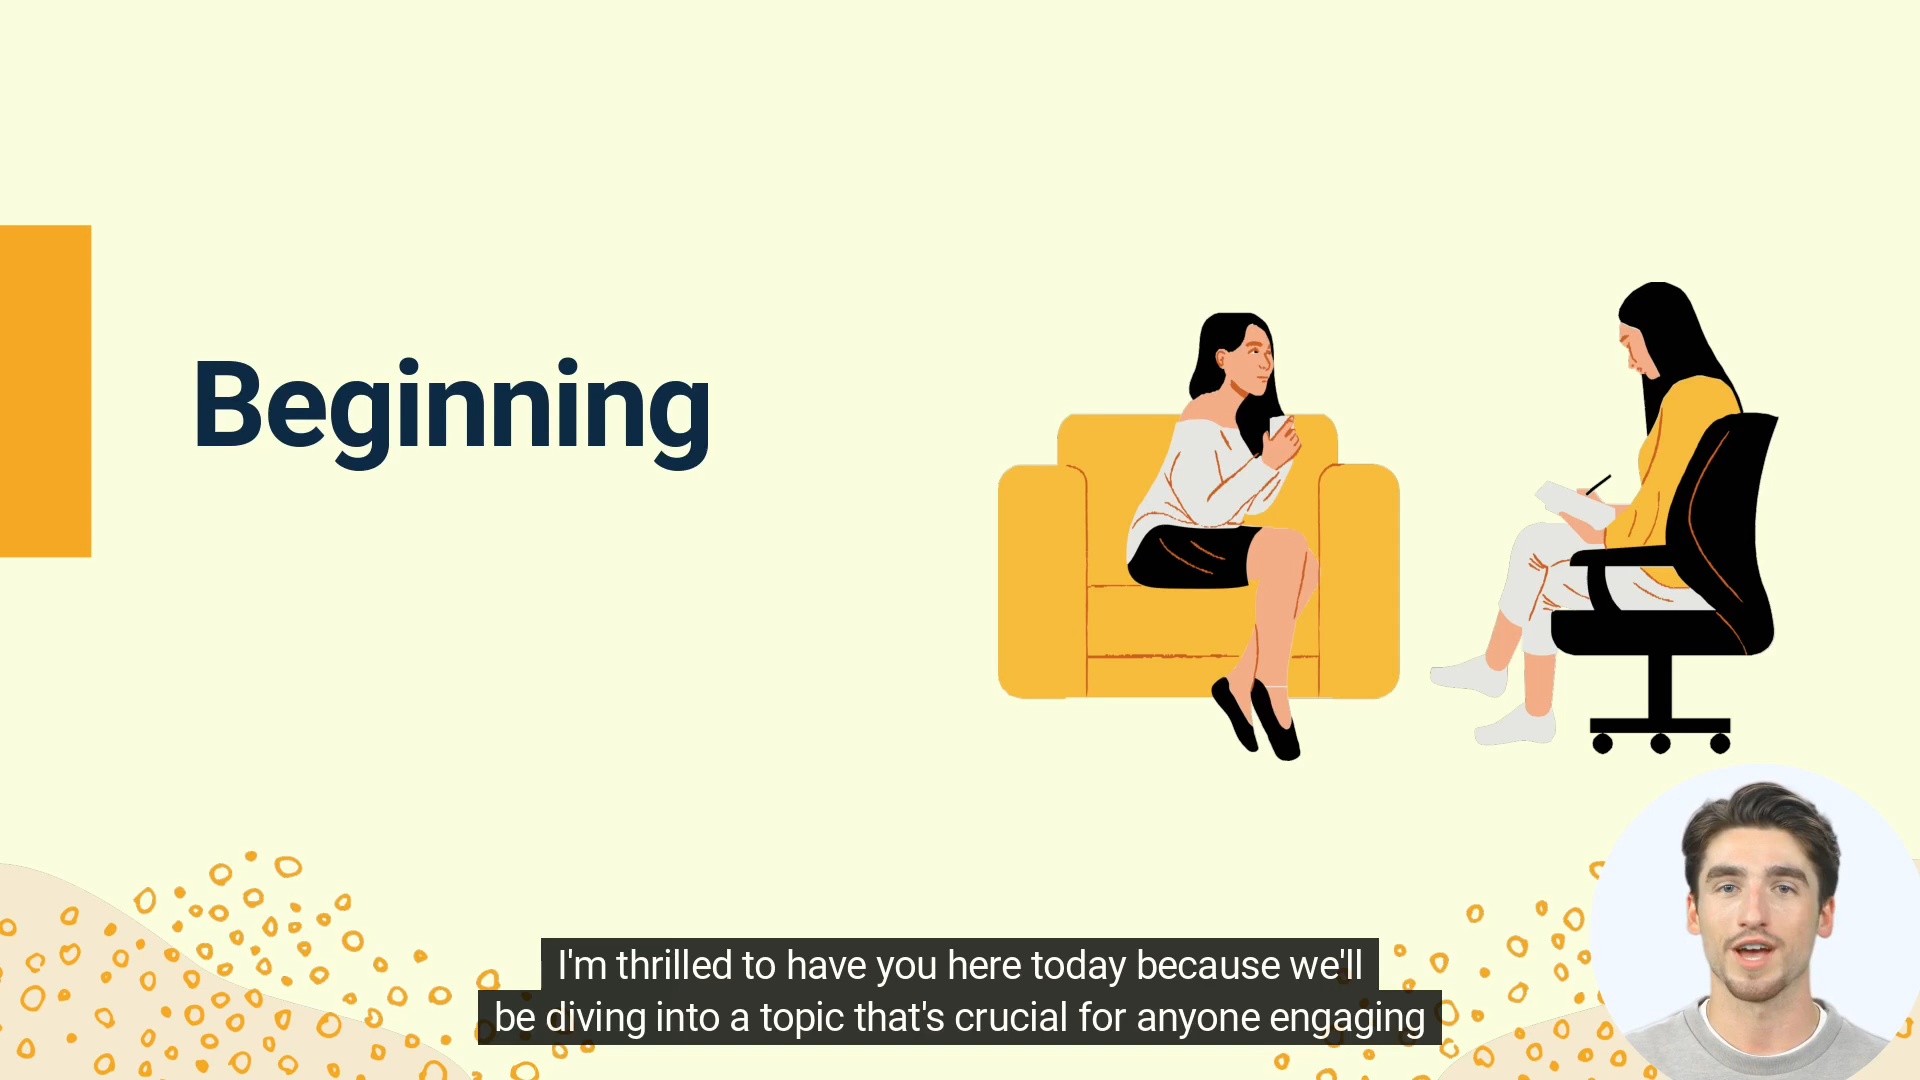 Beginning
I'm thrilled to have you here today because we'll
be diving into a topic that's crucial for anyone engaging